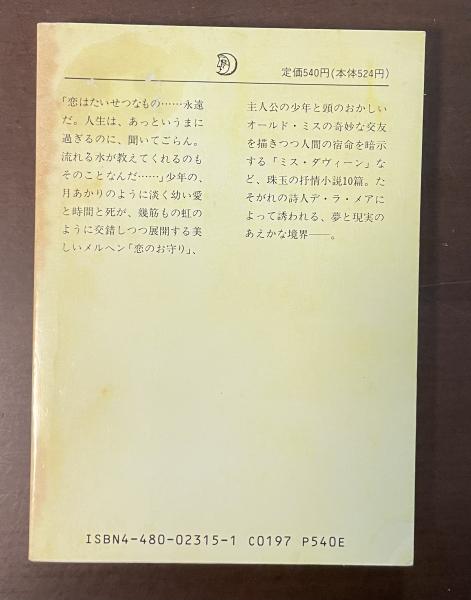 定価540円(本体524円)
「恋はたいせつなもの……永遠
だ。人生は、あっというまに
過ぎるのに、聞いてごらん。
流れる水が教えてくれるのも
そのことなんだ……」少年の、
月あかりのように淡く幼い愛
と時間と死が、幾筋もの虹の
ように交錯しつつ展開する美
しいメルヘン「恋のお守り」、
主人公の少年と頭のおかしい
オールド・ミスの奇妙な交友
を描きつつ人間の宿命を暗示
する「ミス・ダヴィーン」な
ど、珠玉の抒情小説10篇。た
そがれの詩人デ・ラ・メアに
よって誘われる、夢と現実の
あえかな境界──。
ISBN4-480-02315-1 C0197 P540E